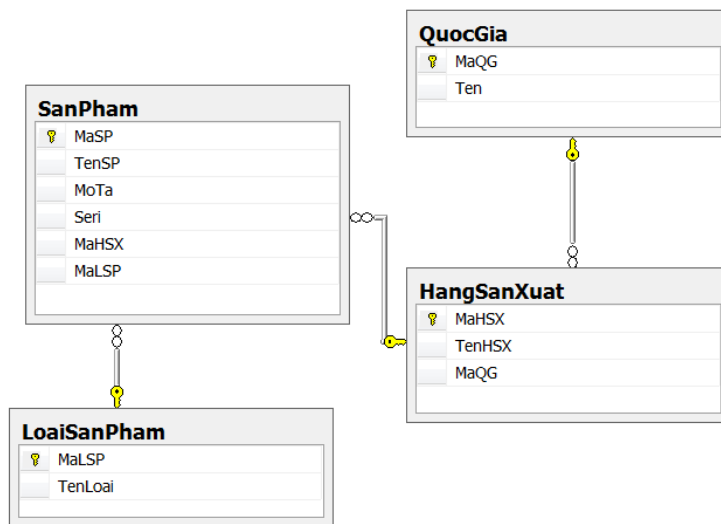 QuocGia
MaQG
Ten
SanPham
MaSP
TenSP
MoTa
Seri
MaHSX
MaLSP
HangSanXuat
MaHSX
TenHSX
MaQG
LoaiSanPham
MaLSP
TenLoai